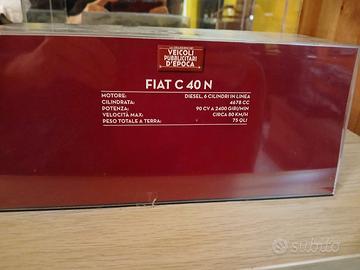 VEICOLI
PUBBLICITARI
D'EPOCA
FIAT C 40 N
MOTORE: DIESEL, 6 CILINDRI IN LINEA
CILINDRATA: 4678 CC
POTENZA: 90 CV A 2400 GIRI/MIN
VELOCITÀ MAX: CIRCA 80 KM/H
PESO TOTALE A TERRA: 75 QLI
subito